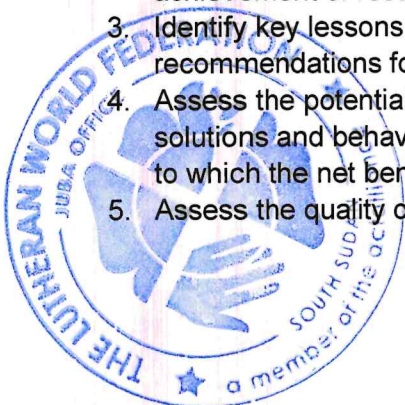 3. Identify key lessons
recommendations fo
4. Assess the potentia
solutions and behav
to which the net ben
5. Assess the quality o
THE LUTHERAN WORLD FEDERATION
JUBA OFFICE
SOUTH SUDAN
a member of the